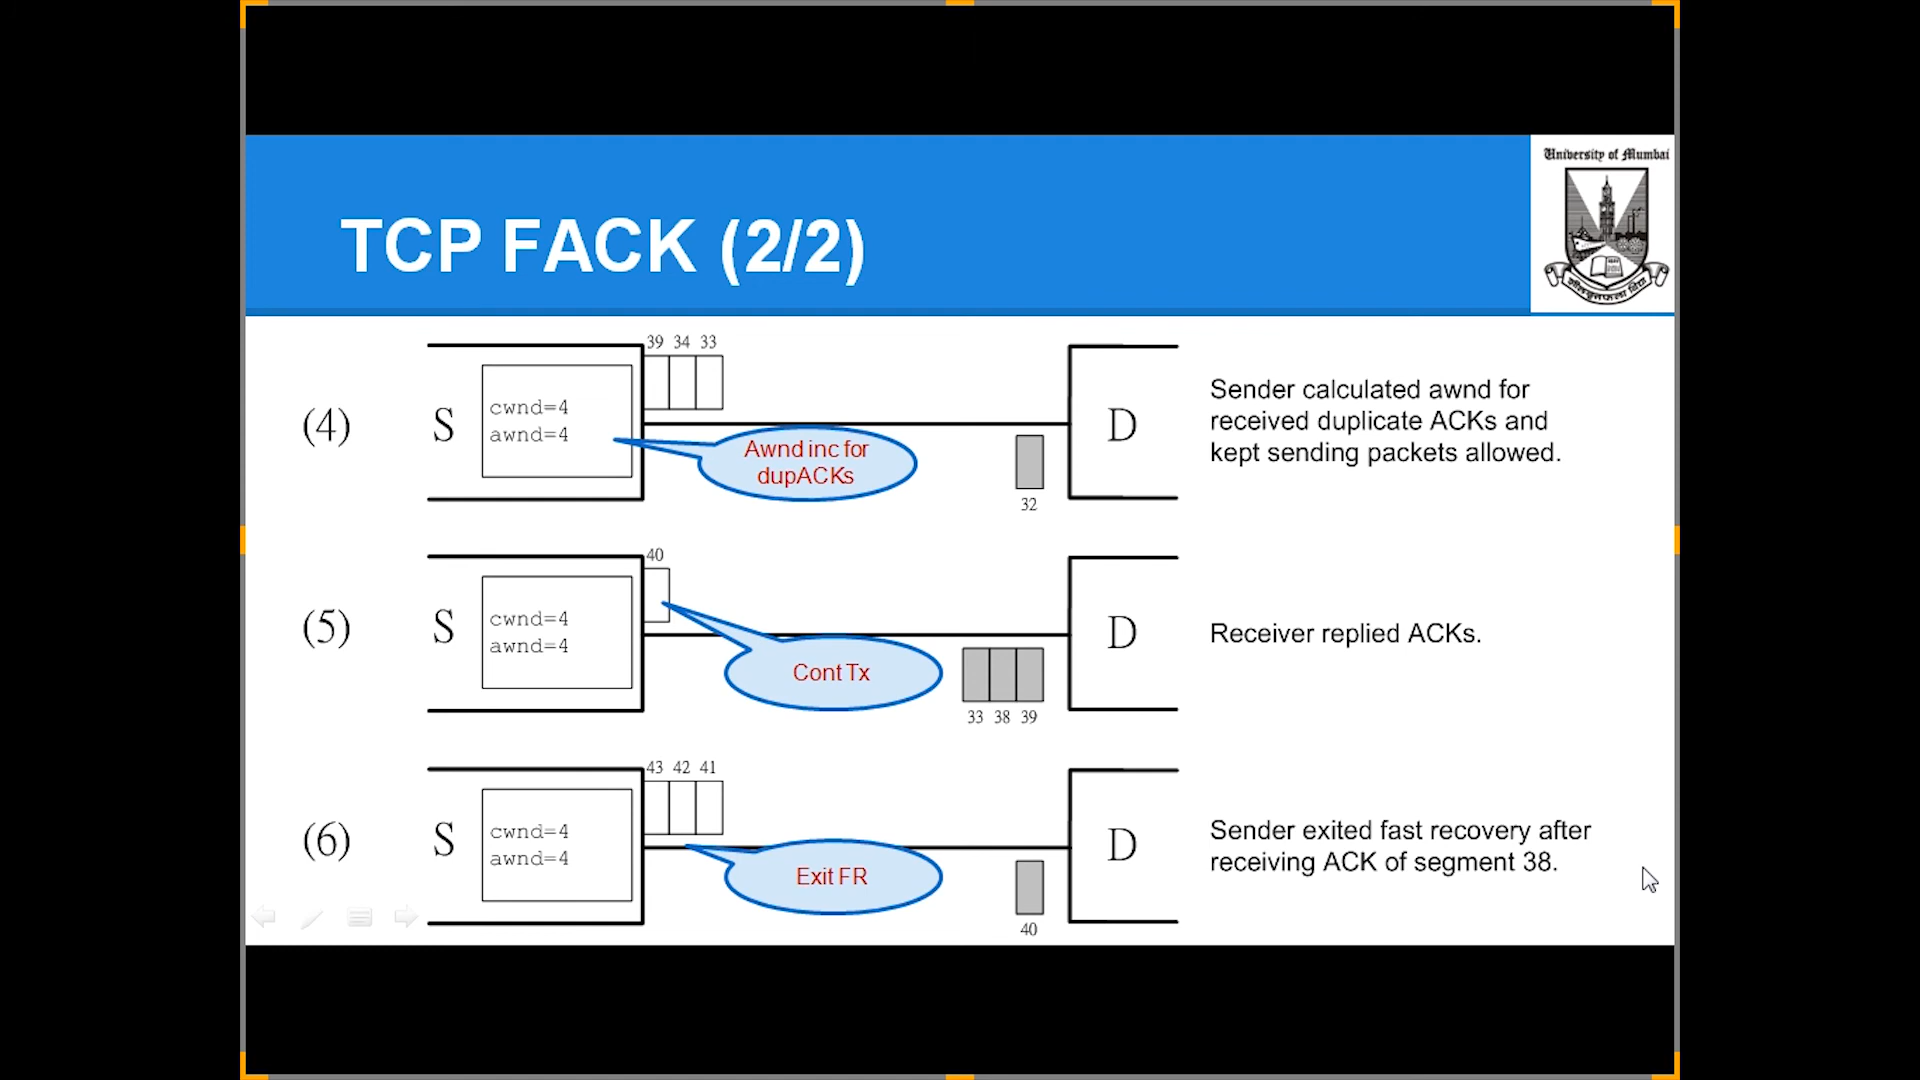 University of Mumbai
TCP FACK (2/2)
39 34 33
(4)
S
cwnd=4
awnd=4
Awnd inc for
dupACKs
32
D
Sender calculated awnd for
received duplicate ACKs and
kept sending packets allowed.
40
(5)
S
cwnd=4
awnd=4
Cont Tx
33 38 39
D
Receiver replied ACKs.
43 42 41
(6)
S
cwnd=4
awnd=4
Exit FR
40
D
Sender exited fast recovery after
receiving ACK of segment 38.